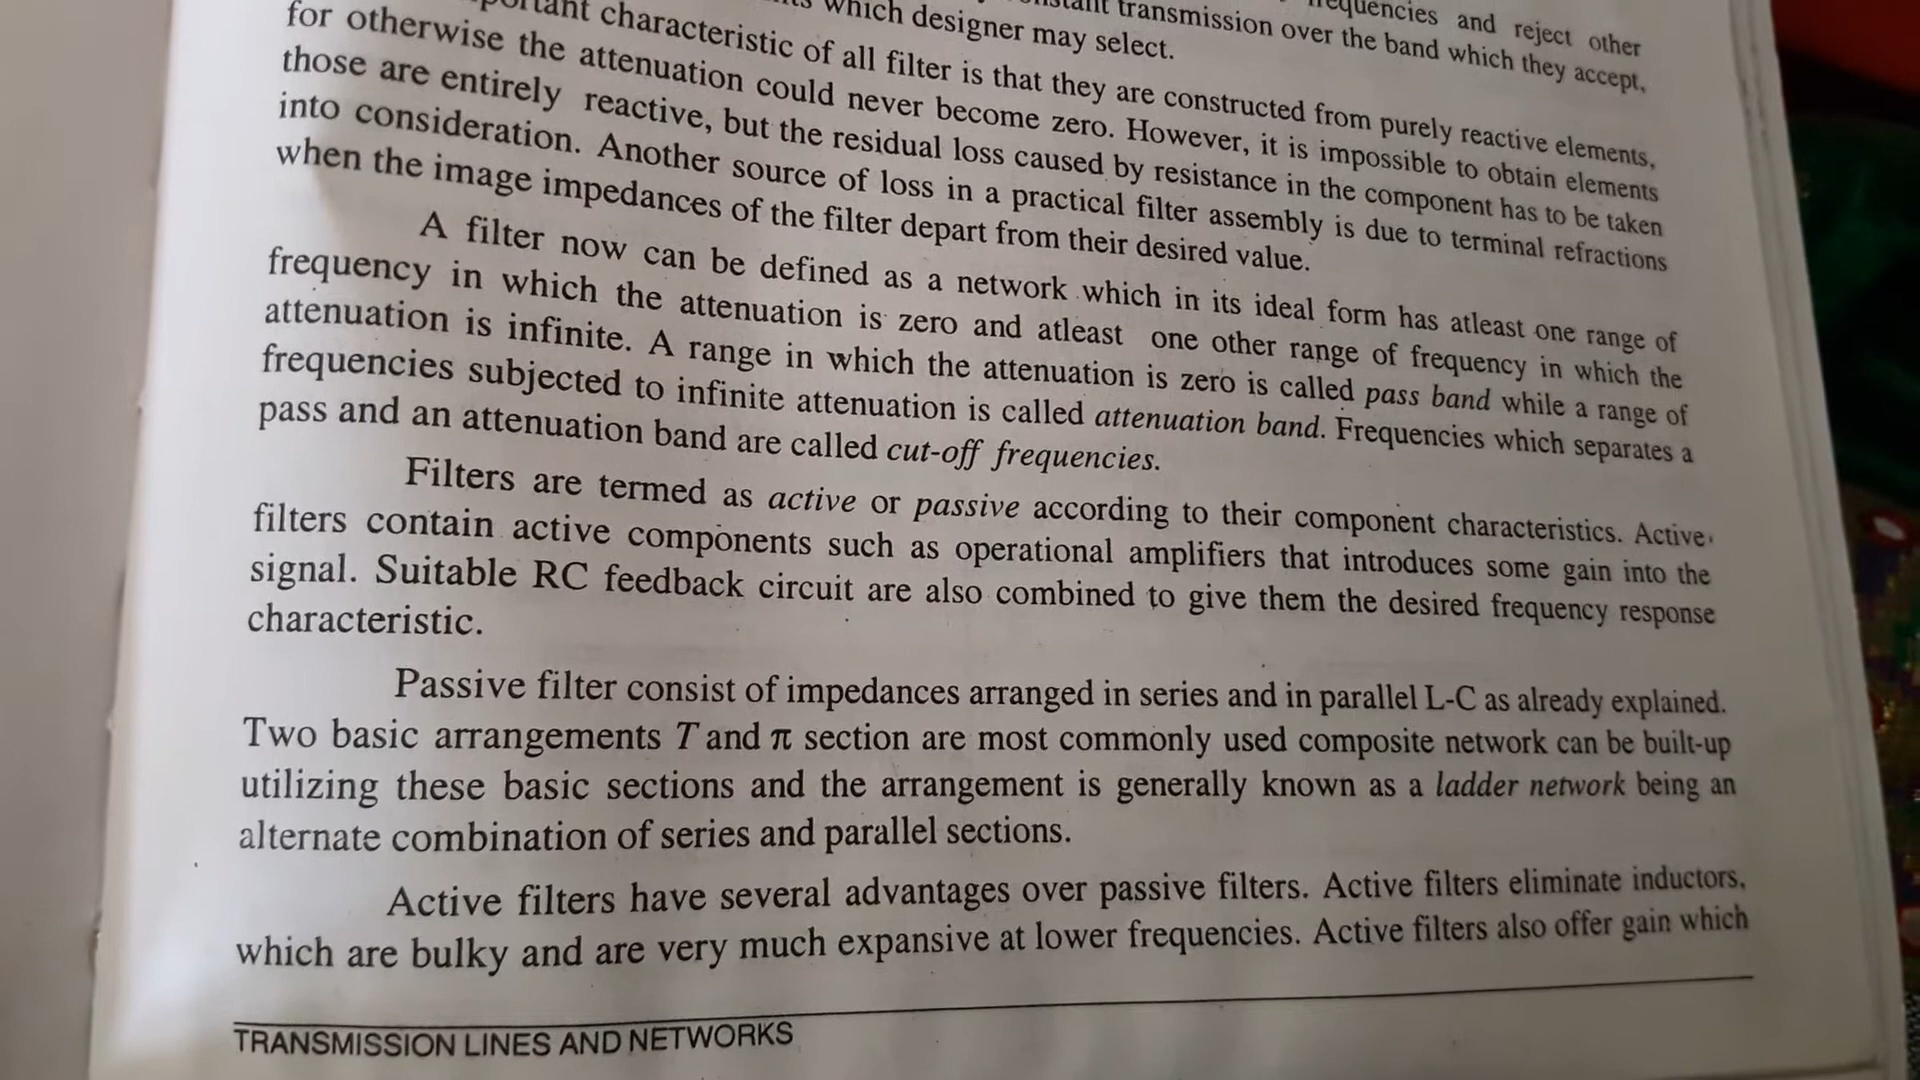 frequencies and reject other
constant transmission over the band which they accept,
which designer may select.
important characteristic of all filter is that they are constructed from purely reactive elements,
for otherwise the attenuation could never become zero. However, it is impossible to obtain elements
those are entirely reactive, but the residual loss caused by resistance in the component has to be taken
into consideration. Another source of loss in a practical filter assembly is due to terminal refractions
when the image impedances of the filter depart from their desired value.
A filter now can be defined as a network which in its ideal form has atleast one range of
frequency in which the attenuation is zero and atleast one other range of frequency in which the
attenuation is infinite. A range in which the attenuation is zero is called pass band while a range of
frequencies subjected to infinite attenuation is called attenuation band. Frequencies which separates a
pass and an attenuation band are called cut-off frequencies.
Filters are termed as active or passive according to their component characteristics. Active
filters contain active components such as operational amplifiers that introduces some gain into the
signal. Suitable RC feedback circuit are also combined to give them the desired frequency response
characteristic.
Passive filter consist of impedances arranged in series and in parallel L-C as already explained.
Two basic arrangements T and π section are most commonly used composite network can be built-up
utilizing these basic sections and the arrangement is generally known as a ladder network being an
alternate combination of series and parallel sections.
Active filters have several advantages over passive filters. Active filters eliminate inductors,
which are bulky and are very much expansive at lower frequencies. Active filters also offer gain which
TRANSMISSION LINES AND NETWORKS